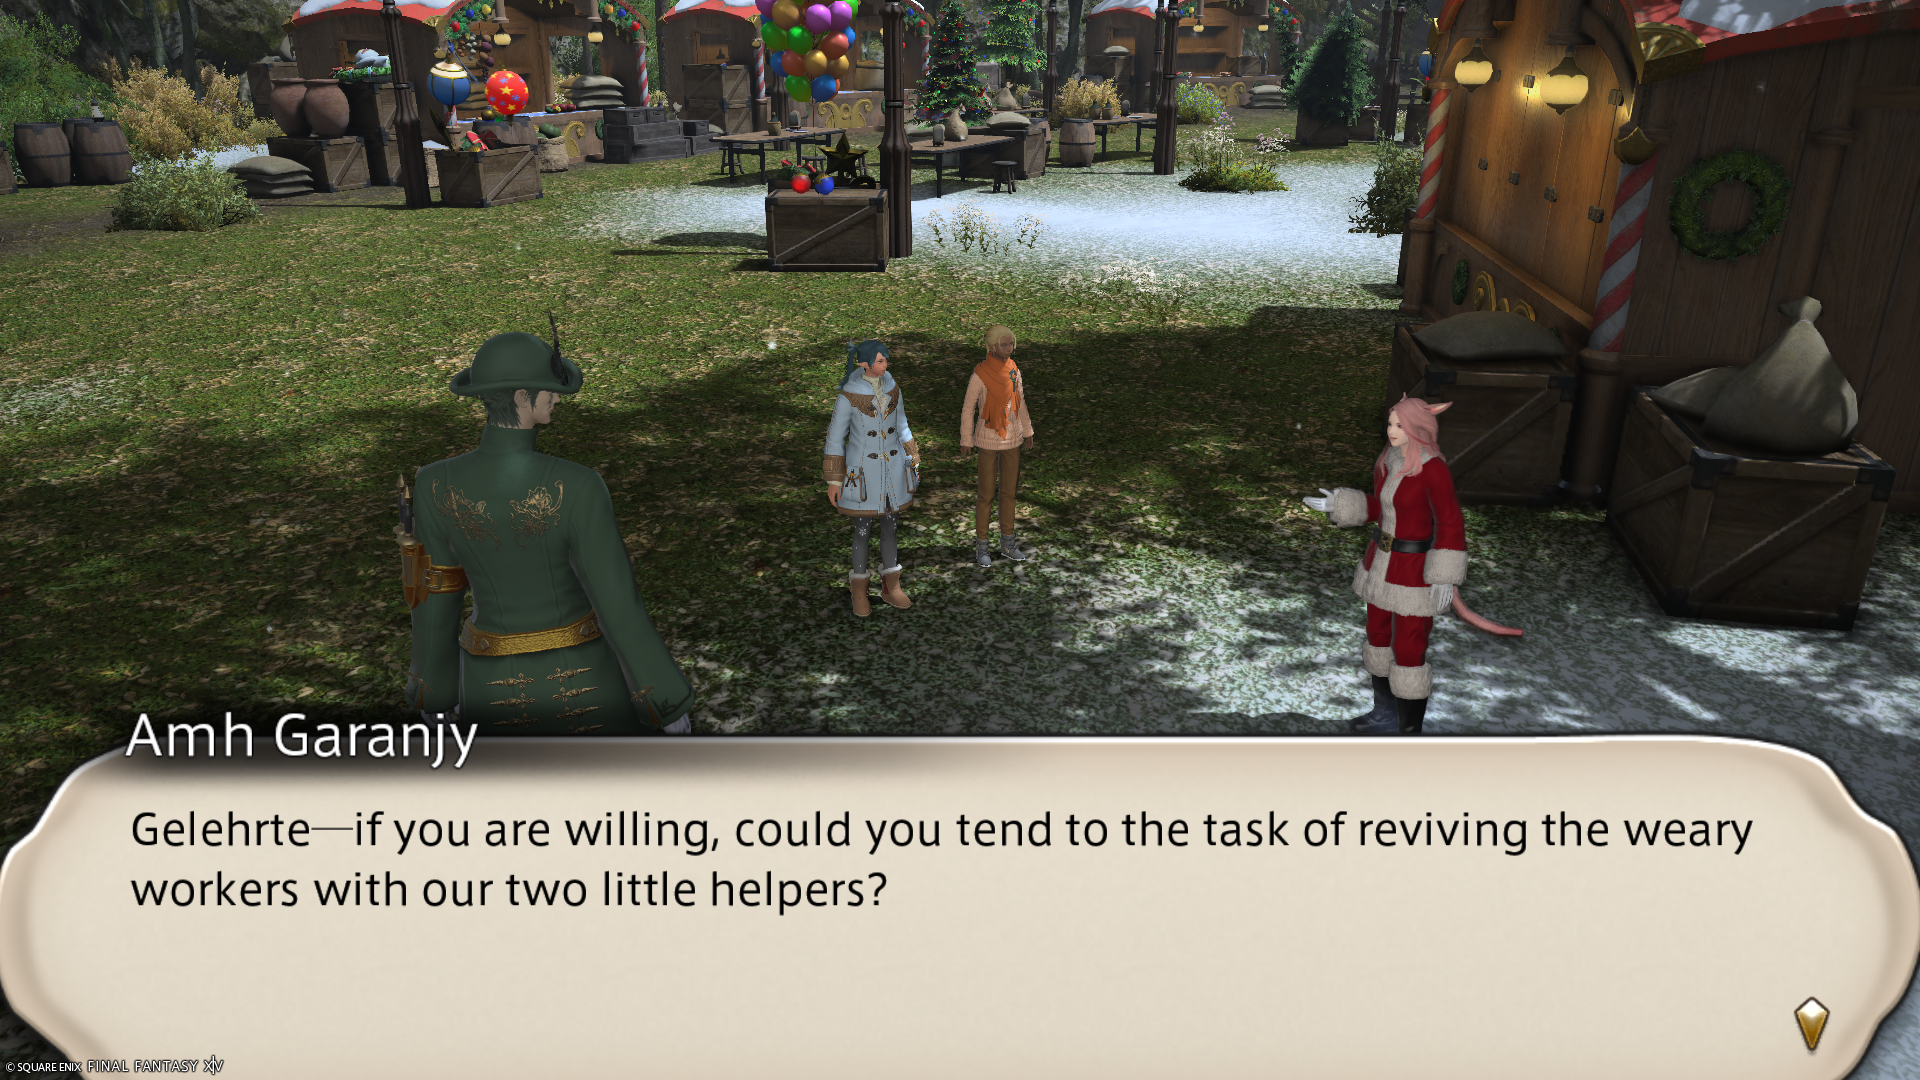 Amh Garanjy
Gelehrte—if you are willing, could you tend to the task of reviving the weary
workers with our two little helpers?
© SQUARE ENIX FINAL FANTASY XIV